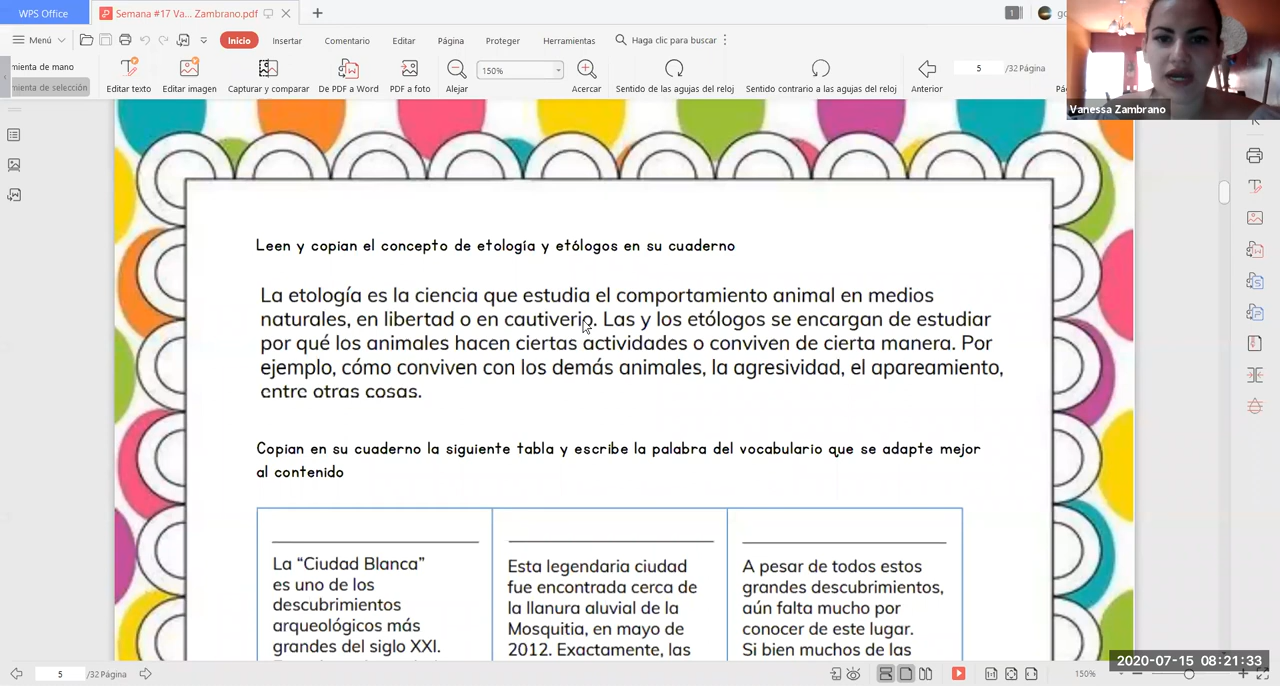 WPS Office
Semana #17 Va... Zambrano.pdf
1
Menú
Inicio
Insertar
Comentario
Editar
Página
Proteger
Herramientas
Haga clic para buscar
mienta de mano
mienta de selección
Editar texto
Editar imagen
Capturar y comparar
De PDF a Word
PDF a foto
Alejar
150%
Acercar
Sentido de las agujas del reloj
Sentido contrario a las agujas del reloj
Anterior
5 /32 Página
Vanessa Zambrano
Leen y copian el concepto de etología y etólogos en su cuaderno
La etología es la ciencia que estudia el comportamiento animal en medios
naturales, en libertad o en cautiverio. Las y los etólogos se encargan de estudiar
por qué los animales hacen ciertas actividades o conviven de cierta manera. Por
ejemplo, cómo conviven con los demás animales, la agresividad, el apareamiento,
entre otras cosas.
Copian en su cuaderno la siguiente tabla y escribe la palabra del vocabulario que se adapte mejor
al contenido
La “Ciudad Blanca”
es uno de los
descubrimientos
arqueológicos más
grandes del siglo XXI.
Esta legendaria ciudad
fue encontrada cerca de
la llanura aluvial de la
Mosquitia, en mayo de
2012. Exactamente, las
A pesar de todos estos
grandes descubrimientos,
aún falta mucho por
conocer de este lugar.
Si bien muchos de las
5 /32 Página
150%
2020-07-15 08:21:33